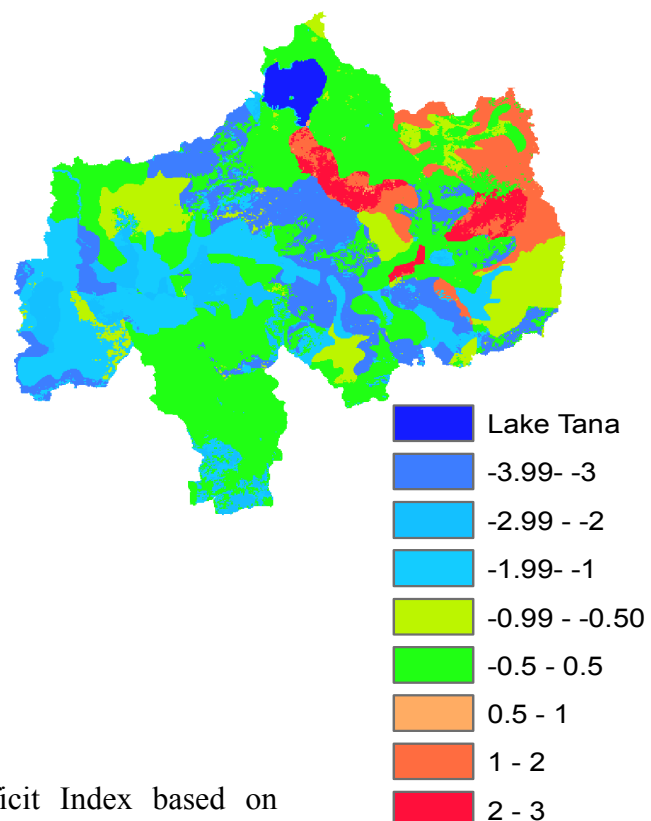 Lake Tana
-3.99- -3
-2.99 - -2
-1.99- -1
-0.99 - -0.50
-0.5 - 0.5
0.5 - 1
1 - 2
2 - 3
icit Index based on